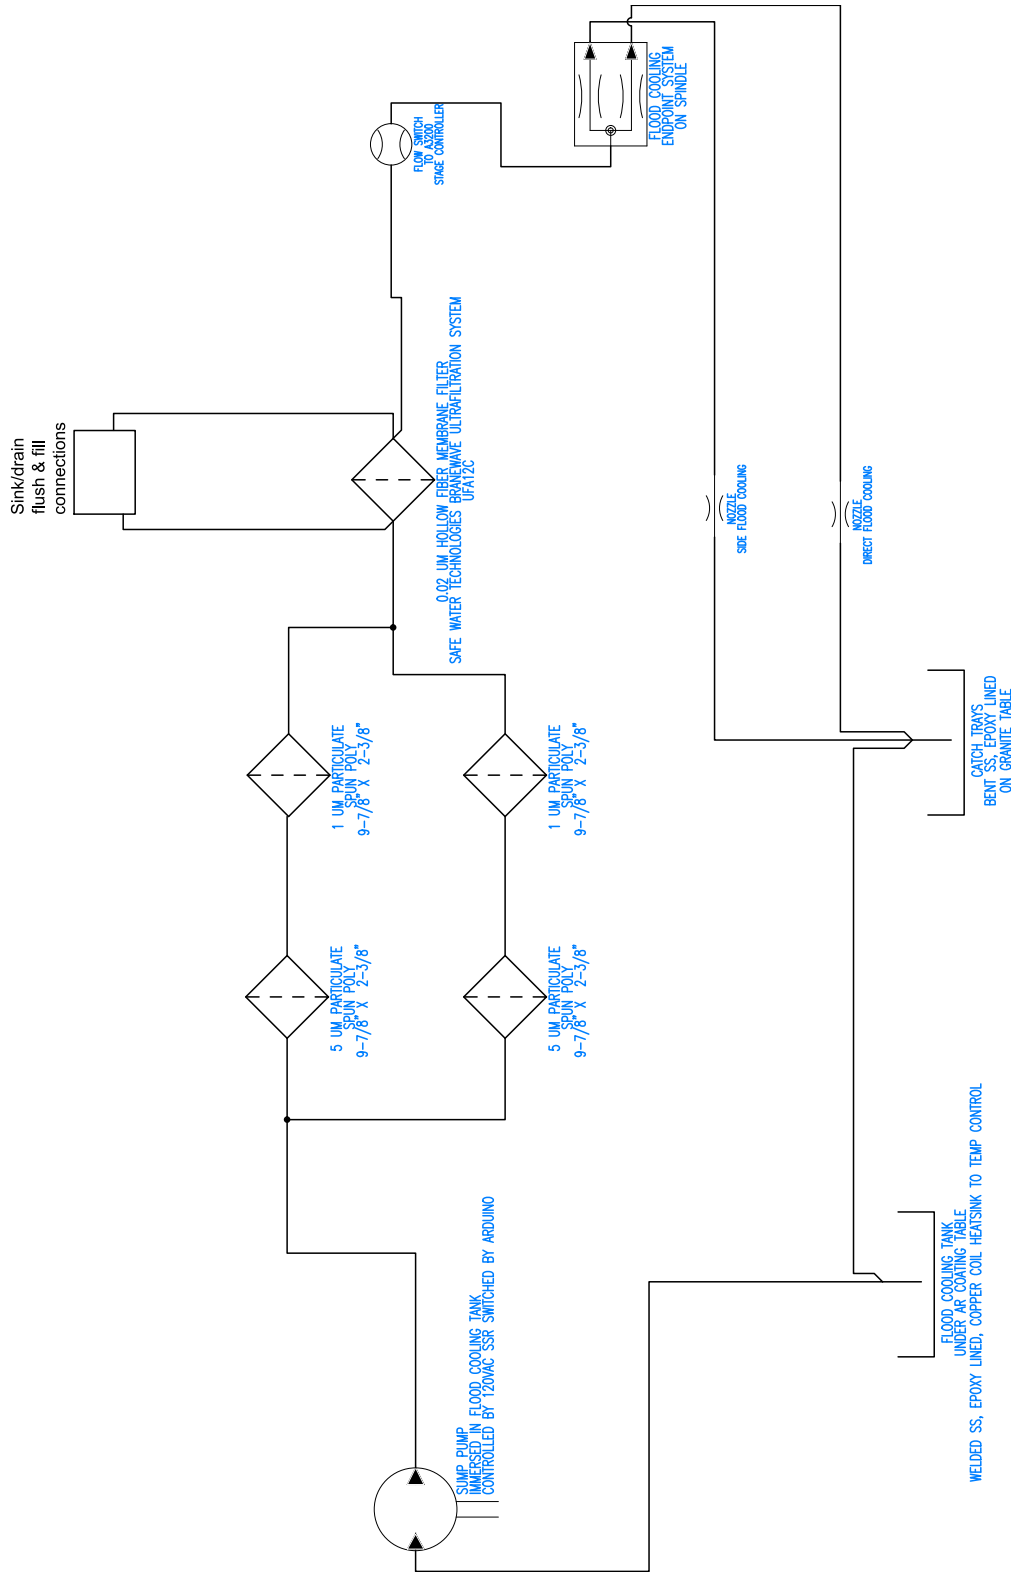 Sink/drain
flush & fill
connections
FLOW SWITCH
TO A3200
STAGE CONTROLLER
FLOOD COOLING
ENDPOINT SYSTEM
ON SPINDLE
0.02 UM HOLLOW FIBER MEMBRANE FILTER
SAFE WATER TECHNOLOGIES BRANEWAVE ULTRAFILTRATION SYSTEM
UFA12C
NOZZLE
SIDE FLOOD COOLING
NOZZLE
DIRECT FLOOD COOLING
1 UM PARTICULATE
SPUN POLY
9-7/8" X 2-3/8"
1 UM PARTICULATE
SPUN POLY
9-7/8" X 2-3/8"
CATCH TRAYS
BENT SS, EPOXY LINED
ON GRANITE TABLE
5 UM PARTICULATE
SPUN POLY
9-7/8" X 2-3/8"
5 UM PARTICULATE
SPUN POLY
9-7/8" X 2-3/8"
SUMP PUMP
IMMERSED IN FLOOD COOLING TANK
CONTROLLED BY 120VAC SSR SWITCHED BY ARDUINO
FLOOD COOLING TANK
UNDER AR COATING TABLE
WELDED SS, EPOXY LINED, COPPER COIL HEATSINK TO TEMP CONTROL